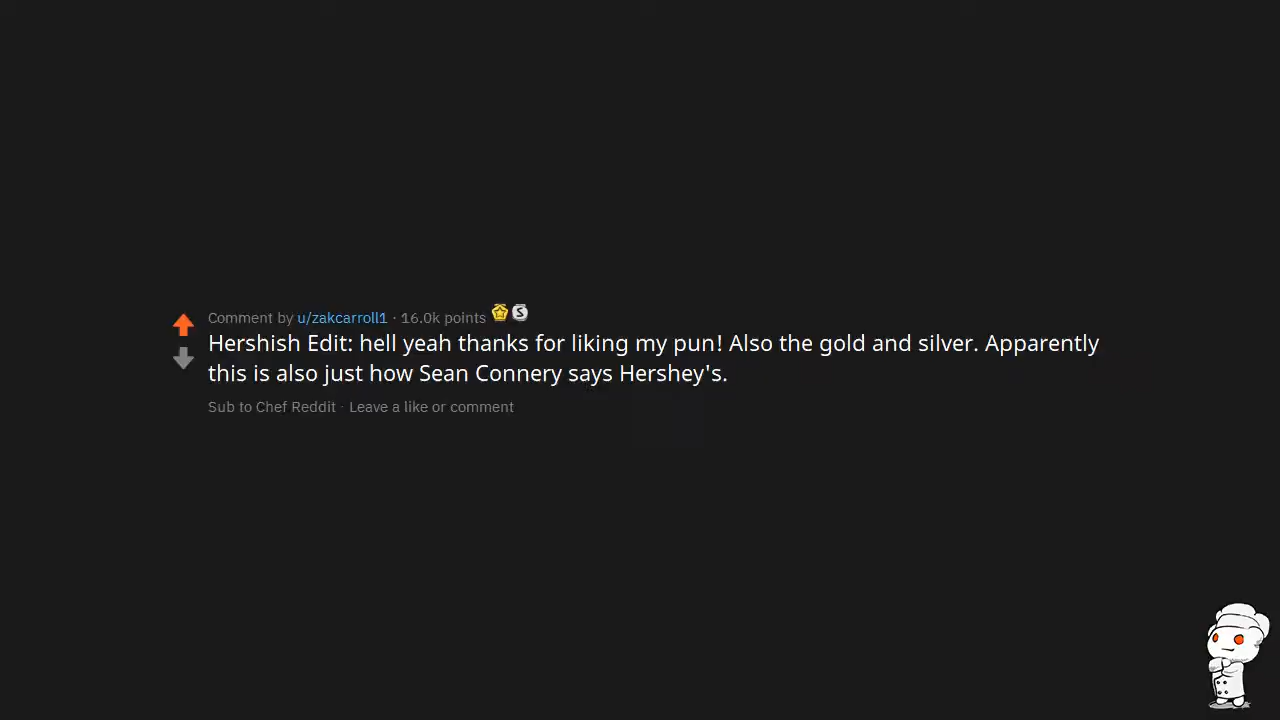 Comment by u/zakcarroll1 · 16.0k points
Hershish Edit: hell yeah thanks for liking my pun! Also the gold and silver. Apparently
this is also just how Sean Connery says Hershey's.
Sub to Chef Reddit · Leave a like or comment